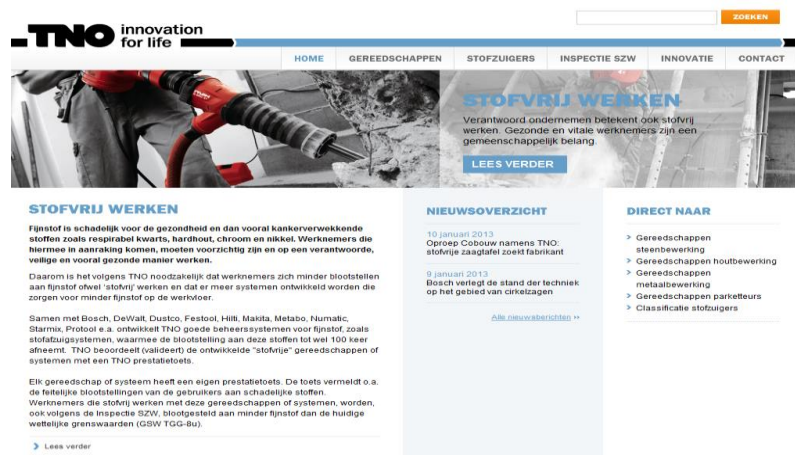 ZOEKEN
TNO innovation
for life
HOME GEREEDSCHAPPEN STOFZUIGERS INSPECTIE SZW INNOVATIE CONTACT
STOFVRIJ WERKEN
Verantwoord ondernemen betekent ook stofvrij
werken. Gezonde en vitale werknemers zijn een
gemeenschappelijk belang.
LEES VERDER
STOFVRIJ WERKEN
Fijnstof is schadelijk voor de gezondheid en dan vooral kankerverwekkende
stoffen zoals respirabel kwarts, hardhout, chroom en nikkel. Werknemers die
hiermee in aanraking komen, moeten voorzichtig zijn en op een verantwoorde,
veilige en vooral gezonde manier werken.
Daarom is het volgens TNO noodzakelijk dat werknemers zich minder blootstellen
aan fijnstof ofwel 'stofvrij' werken en dat er meer systemen ontwikkeld worden die
zorgen voor minder fijnstof op de werkvloer.
Samen met Bosch, DeWalt, Dustco, Festool, Hilti, Makita, Metabo, Numatic,
Starmix, Protool e.a. ontwikkelt TNO goede beheerssystemen voor fijnstof, zoals
stofafzuigsystemen, waarmee de blootstelling aan deze stoffen tot wel 100 keer
afneemt. TNO beoordeelt (valideert) de ontwikkelde "stofvrije" gereedschappen of
systemen met een TNO prestatietoets.
Elk gereedschap of systeem heeft een eigen prestatietoets. De toets vermeldt o.a.
de feitelijke blootstellingen van de gebruikers aan schadelijke stoffen.
Werknemers die stofvrij werken met deze gereedschappen of systemen, worden,
ook volgens de Inspectie SZW, blootgesteld aan minder fijnstof dan de huidige
wettelijke grenswaarden (GSW TGG-8u).
Lees verder
NIEUWSOVERZICHT
10 januari 2013
Oproep Cobouw namens TNO:
stofvrije zaagtafel zoekt fabrikant
9 januari 2013
Bosch verlegt de stand der techniek
op het gebied van cirkelzagen
Alle nieuwsberichten
DIRECT NAAR
Gereedschappen
steenbewerking
Gereedschappen houtbewerking
Gereedschappen
metaalbewerking
Gereedschappen parketteurs
Classificatie stofzuigers